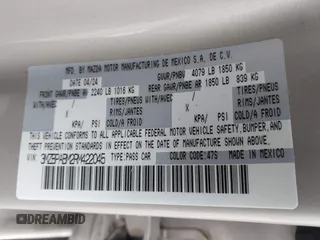 BY: MAZDA MOTOR MANUFACTURING DE MEXICO S.A. DE C.V.
04/24 GVWR/PNBV 4079 LB 1850 KG
FRONT GAWR/PNBE AV 2240 LB 1016 KG REAR GAWR/PNBE AR 1850 LB 839 KG
WITH/AVEC TIRES/PNEUS WITH/AVEC TIRES/PNEUS
/ X RIMS/JANTES / X RIMS/JANTES
KPA/ PSI/LPC COLD/A FROID KPA/ PSI/LPC COLD/A FROID
THIS VEHICLE CONFORMS TO ALL APPLICABLE FEDERAL MOTOR VEHICLE SAFETY, BUMPER, AND
THEFT PREVENTION STANDARDS IN EFFECT ON THE DATE OF MANUFACTURE SHOWN ABOVE.
TYPE: PASS CAR COLOR: 47S MADE IN MEXICO